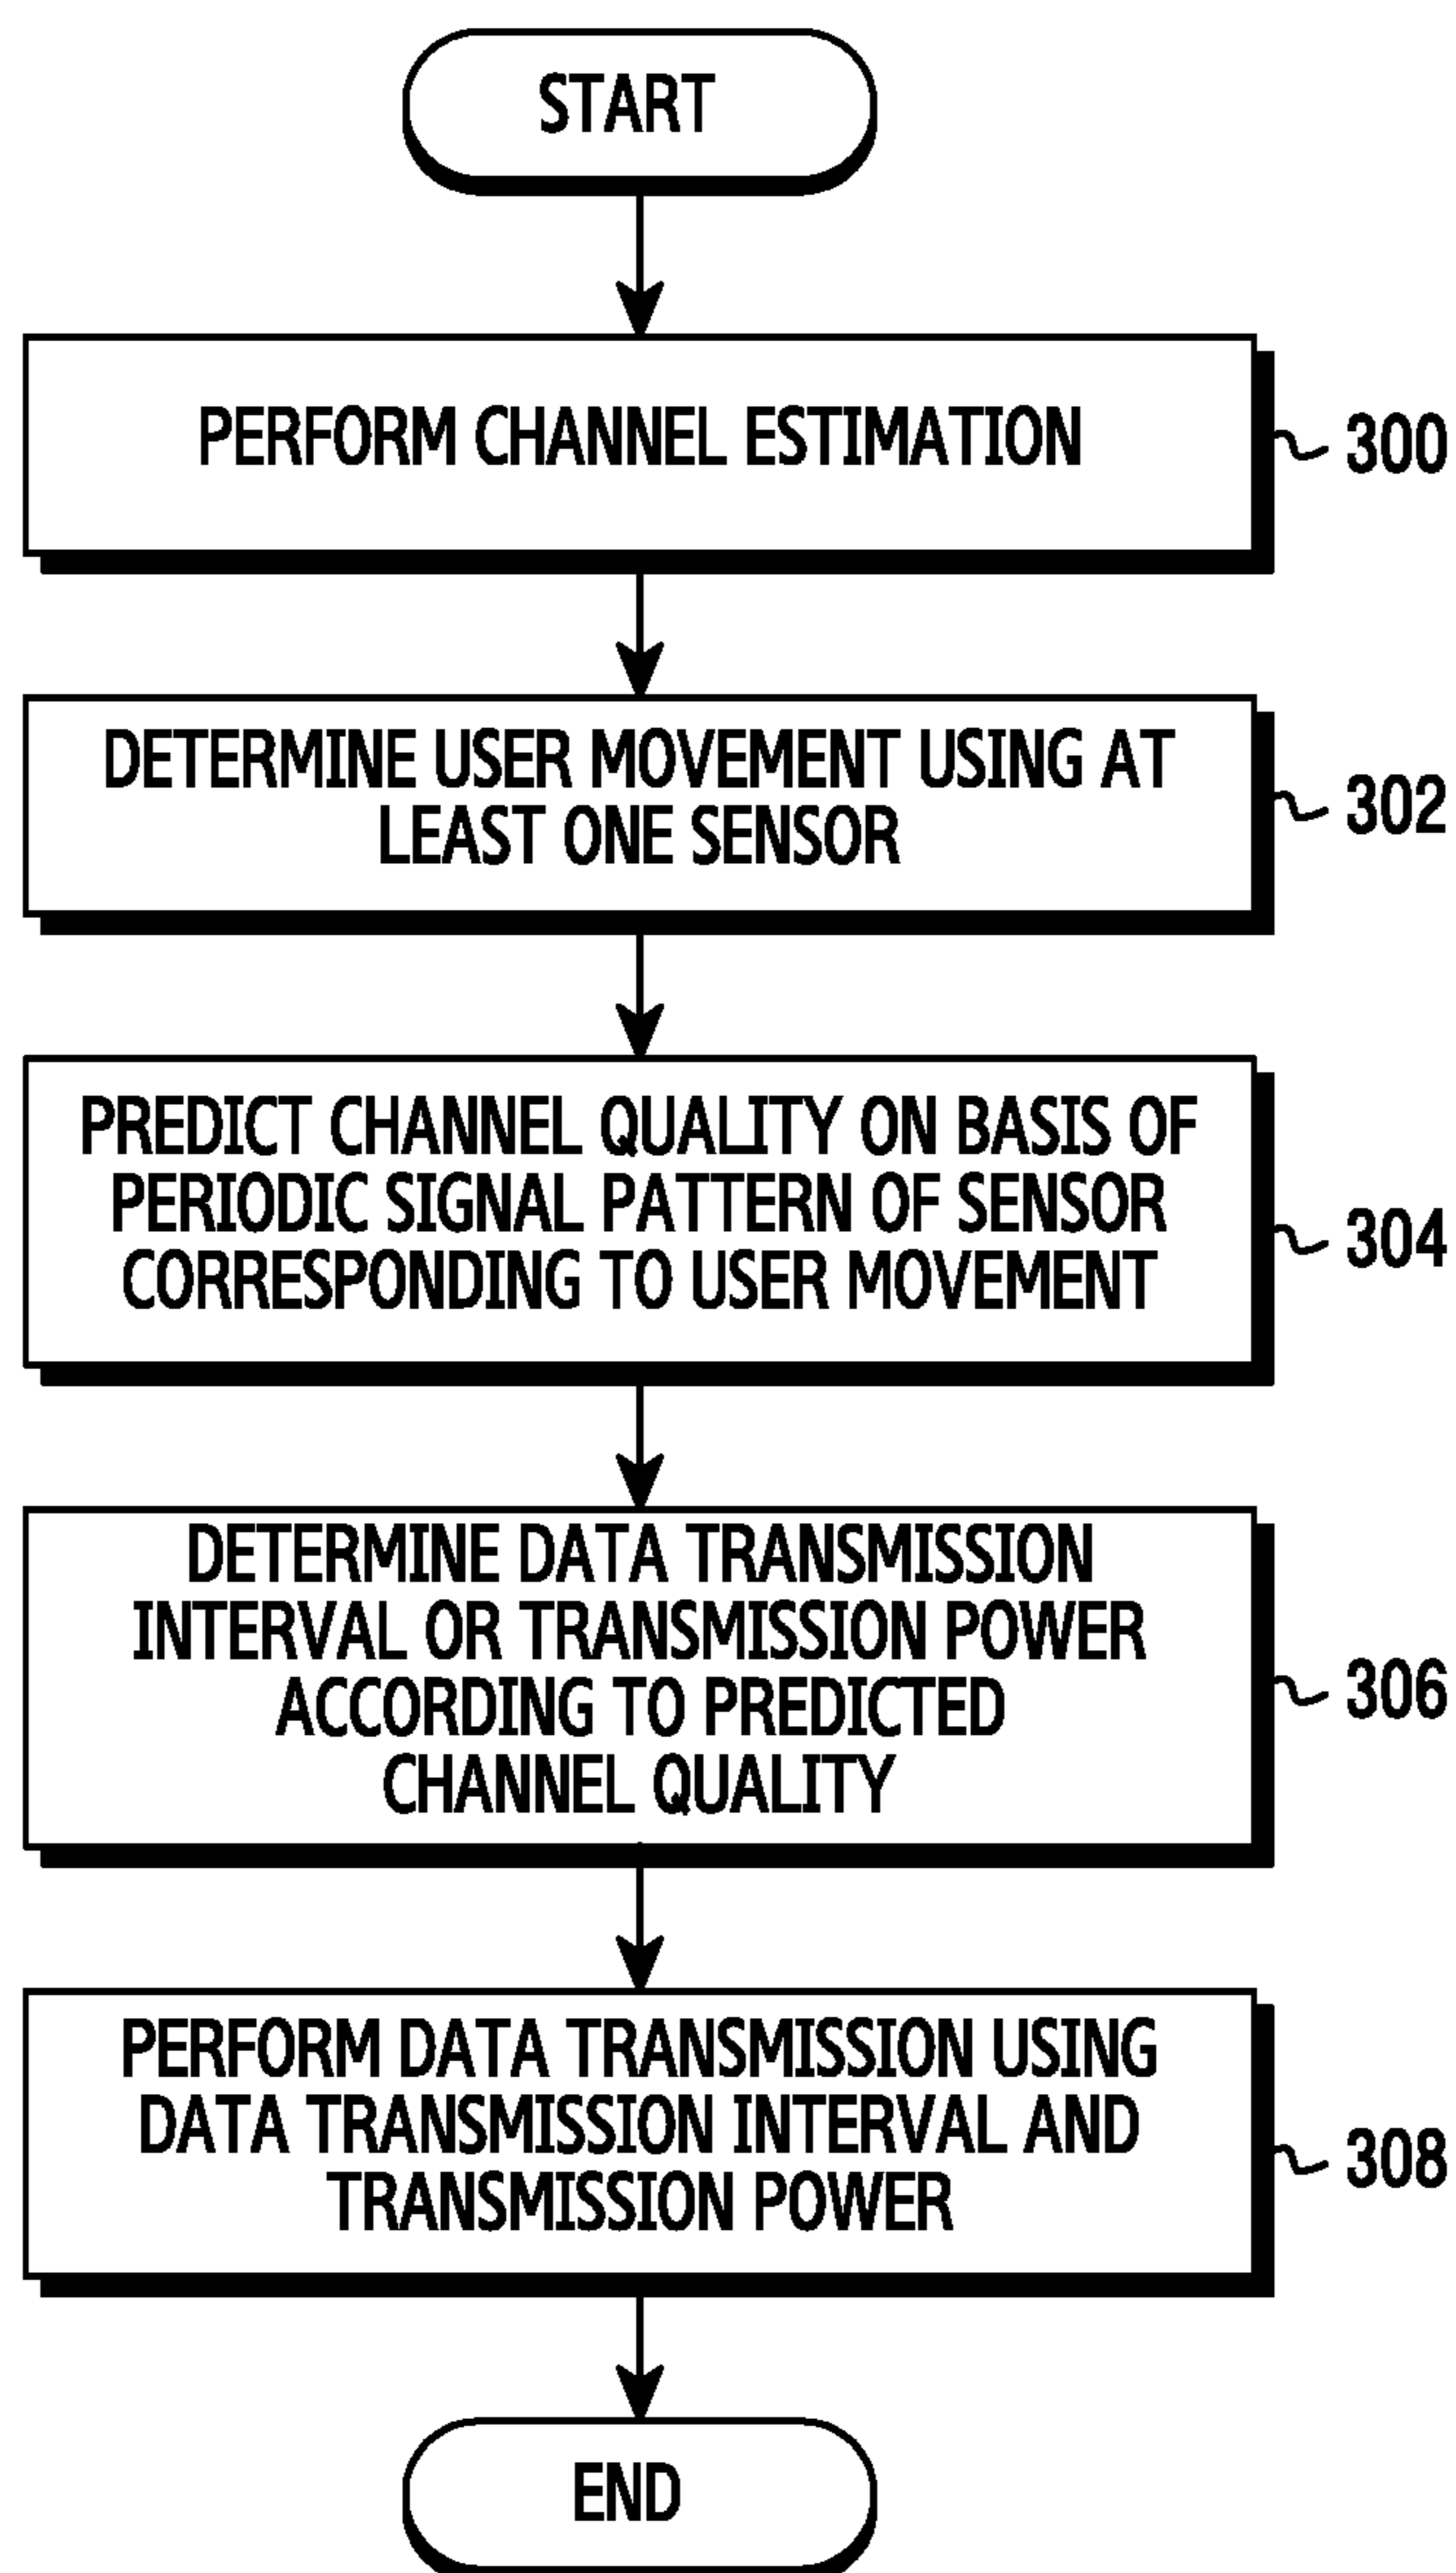 START
PERFORM CHANNEL ESTIMATION
300
DETERMINE USER MOVEMENT USING AT
LEAST ONE SENSOR
302
PREDICT CHANNEL QUALITY ON BASIS OF
PERIODIC SIGNAL PATTERN OF SENSOR
CORRESPONDING TO USER MOVEMENT
304
DETERMINE DATA TRANSMISSION
INTERVAL OR TRANSMISSION POWER
ACCORDING TO PREDICTED
CHANNEL QUALITY
306
PERFORM DATA TRANSMISSION USING
DATA TRANSMISSION INTERVAL AND
TRANSMISSION POWER
308
END